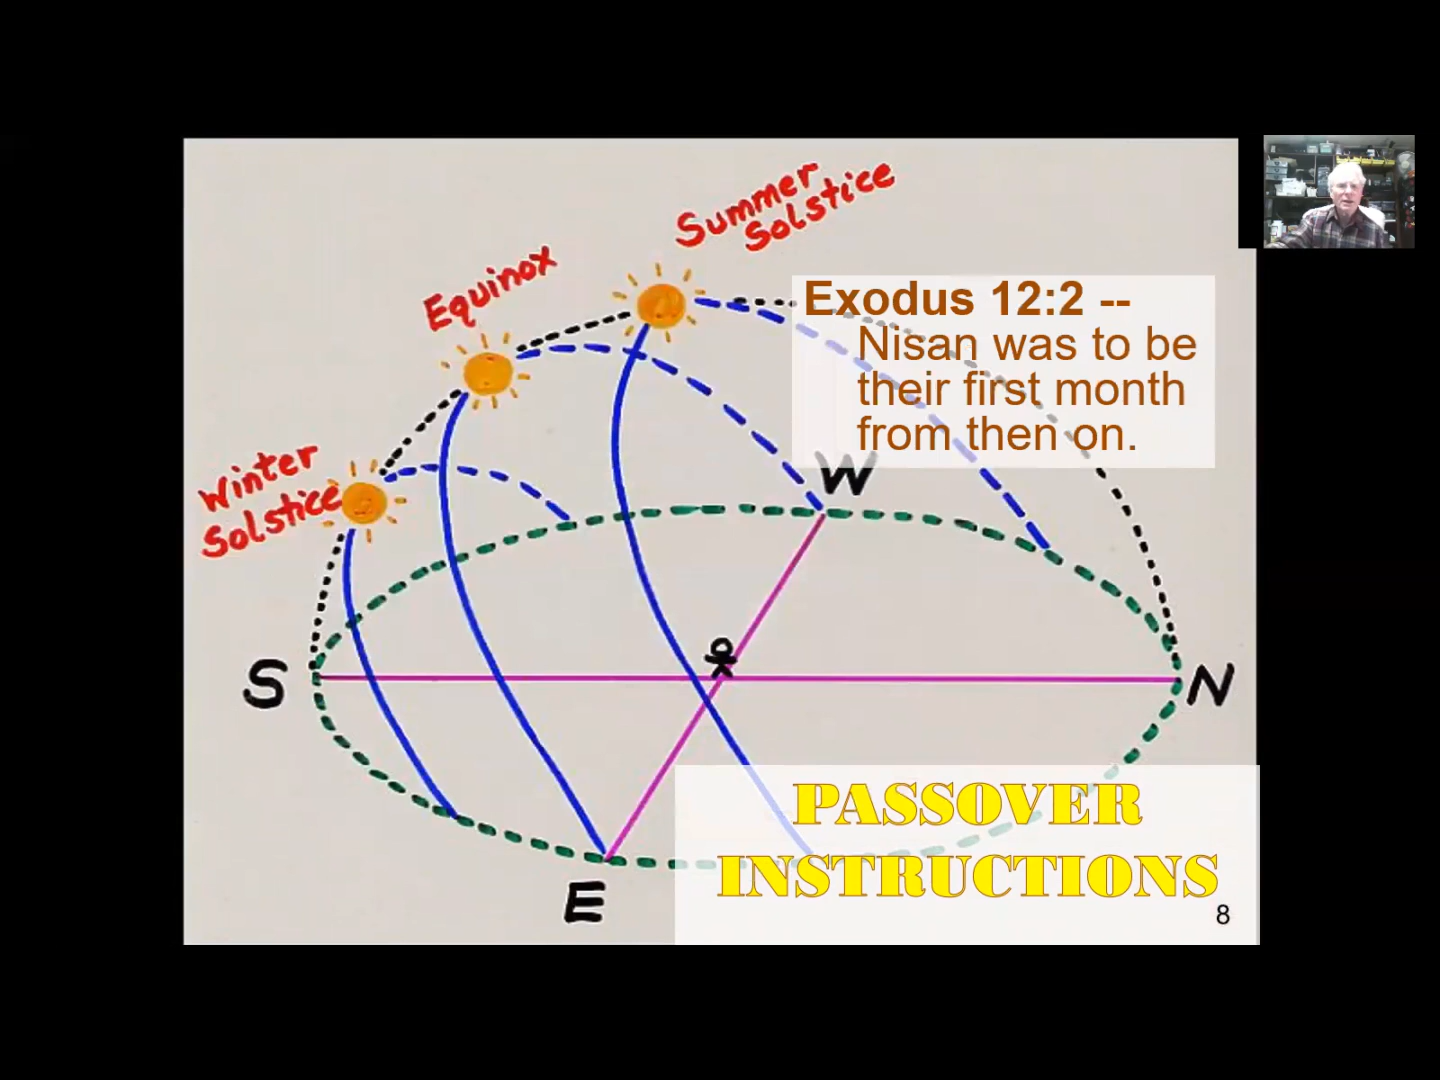 Summer
Solstice
Equinox
Exodus 12:2 --
Nisan was to be
their first month
from then on.
Winter
Solstice
W
S
N
E
PASSOVER
INSTRUCTIONS
8